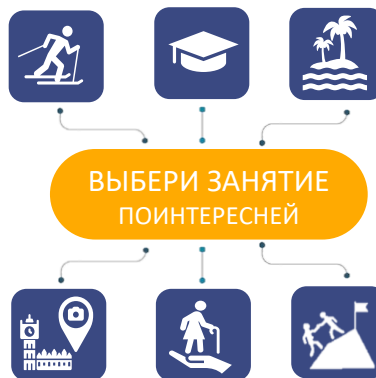 ВЫБЕРИ ЗАНЯТИЕ
ПОИНТЕРЕСНЕЙ